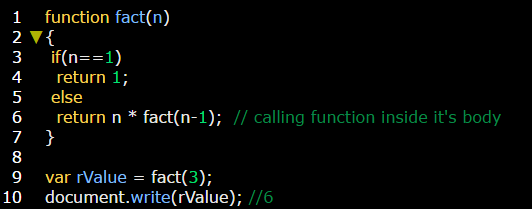 1 function fact(n)
2 {
3 if(n==1)
4 return 1;
5 else
6 return n * fact(n-1); // calling function inside it's body
7 }
8
9 var rValue = fact(3);
10 document.write(rValue); //6